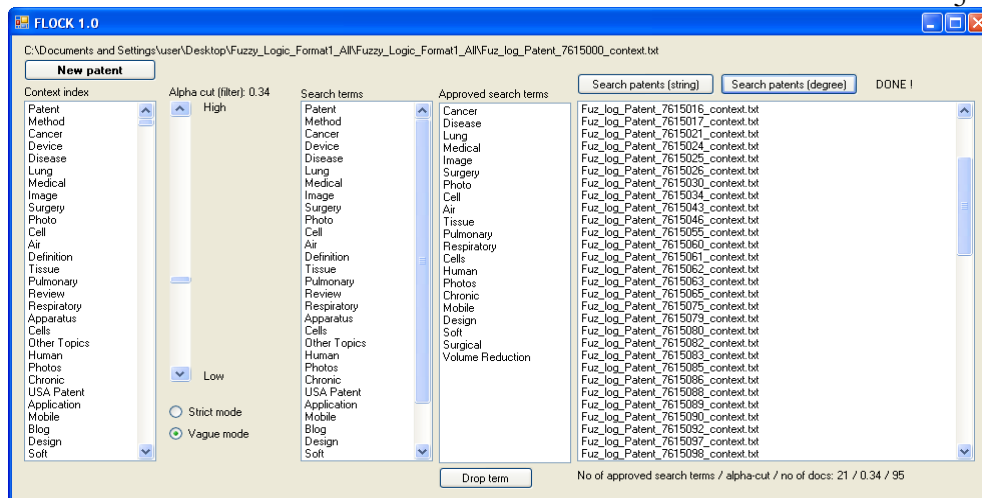 FLOCK 1.0
C:\Documents and Settings\user\Desktop\Fuzzy_Logic_Format1_All\Fuzzy_Logic_Format1_All\Fuz_log_Patent_7615000_context.txt
New patent
Context index
Patent
Method
Cancer
Device
Disease
Lung
Medical
Image
Surgery
Photo
Cell
Air
Definition
Tissue
Pulmonary
Review
Respiratory
Apparatus
Cells
Other Topics
Human
Photos
Chronic
USA Patent
Application
Mobile
Blog
Design
Soft
Alpha cut (filter): 0.34
High
Low
Strict mode
Vague mode
Search terms
Patent
Method
Cancer
Device
Disease
Lung
Medical
Image
Surgery
Photo
Cell
Air
Definition
Tissue
Pulmonary
Review
Respiratory
Apparatus
Cells
Other Topics
Human
Photos
Chronic
USA Patent
Application
Mobile
Blog
Design
Soft
Approved search terms
Cancer
Disease
Lung
Medical
Image
Surgery
Photo
Cell
Air
Tissue
Pulmonary
Respiratory
Cells
Human
Photos
Chronic
Mobile
Design
Soft
Surgical
Volume Reduction
Drop term
Search patents (string)
Search patents (degree)
DONE !
Fuz_log_Patent_7615016_context.txt
Fuz_log_Patent_7615017_context.txt
Fuz_log_Patent_7615021_context.txt
Fuz_log_Patent_7615024_context.txt
Fuz_log_Patent_7615025_context.txt
Fuz_log_Patent_7615026_context.txt
Fuz_log_Patent_7615030_context.txt
Fuz_log_Patent_7615034_context.txt
Fuz_log_Patent_7615043_context.txt
Fuz_log_Patent_7615046_context.txt
Fuz_log_Patent_7615055_context.txt
Fuz_log_Patent_7615060_context.txt
Fuz_log_Patent_7615061_context.txt
Fuz_log_Patent_7615062_context.txt
Fuz_log_Patent_7615063_context.txt
Fuz_log_Patent_7615065_context.txt
Fuz_log_Patent_7615075_context.txt
Fuz_log_Patent_7615079_context.txt
Fuz_log_Patent_7615080_context.txt
Fuz_log_Patent_7615082_context.txt
Fuz_log_Patent_7615083_context.txt
Fuz_log_Patent_7615085_context.txt
Fuz_log_Patent_7615086_context.txt
Fuz_log_Patent_7615088_context.txt
Fuz_log_Patent_7615089_context.txt
Fuz_log_Patent_7615090_context.txt
Fuz_log_Patent_7615092_context.txt
Fuz_log_Patent_7615097_context.txt
Fuz_log_Patent_7615098_context.txt
No of approved search terms / alpha-cut / no of docs: 21 / 0.34 / 95